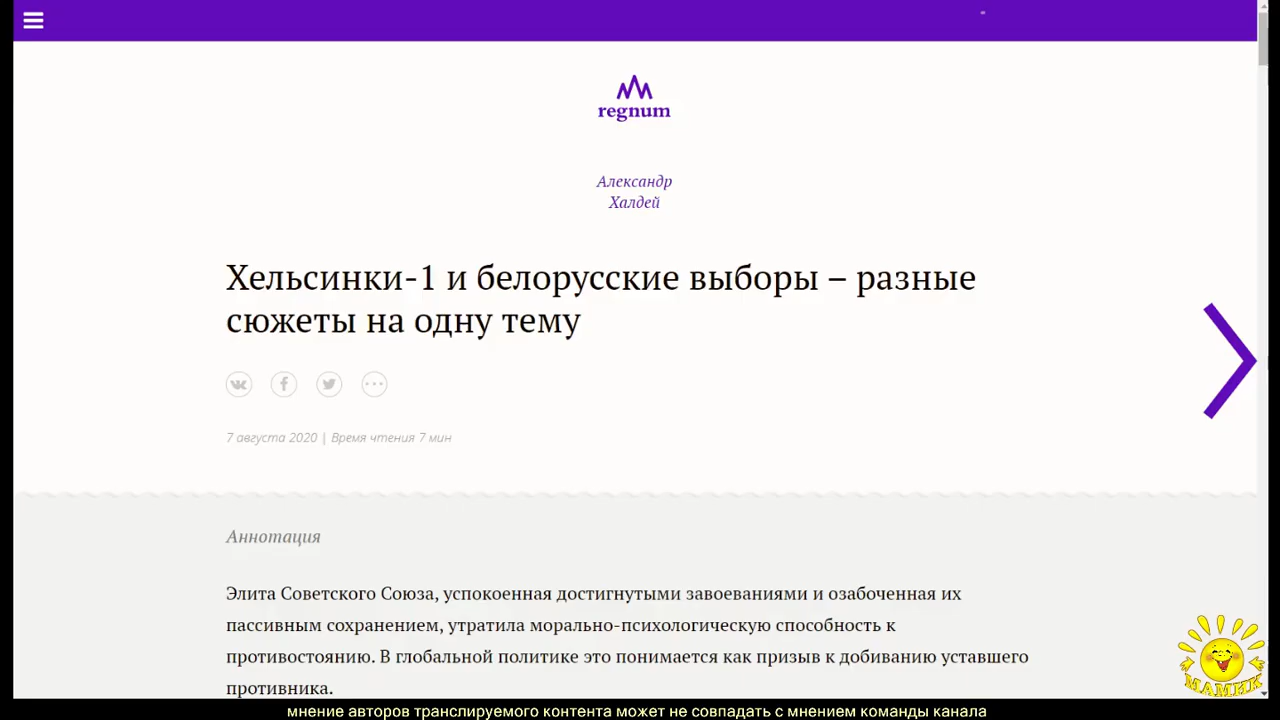 regnum
Александр
Халдей
Хельсинки-1 и белорусские выборы – разные
сюжеты на одну тему
7 августа 2020 | Время чтения 7 мин
Аннотация
Элита Советского Союза, успокоенная достигнутыми завоеваниями и озабоченная их
пассивным сохранением, утратила морально-психологическую способность к
противостоянию. В глобальной политике это понимается как призыв к добиванию уставшего
противника.
МАМИК
мнение авторов транслируемого контента может не совпадать с мнением команды канала